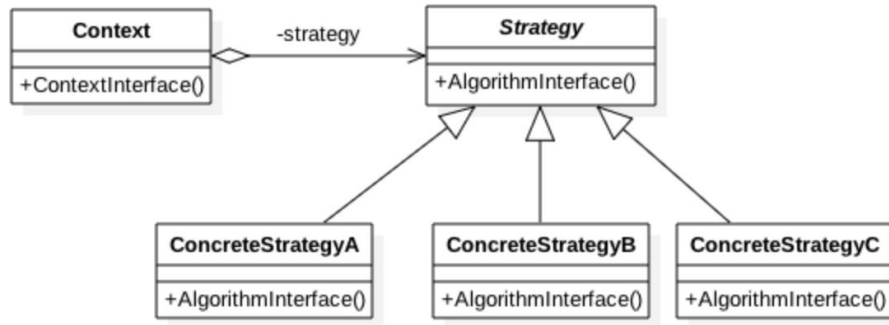 Context
+ContextInterface()
-strategy
Strategy
+AlgorithmInterface()
ConcreteStrategyA
+AlgorithmInterface()
ConcreteStrategyB
+AlgorithmInterface()
ConcreteStrategyC
+AlgorithmInterface()